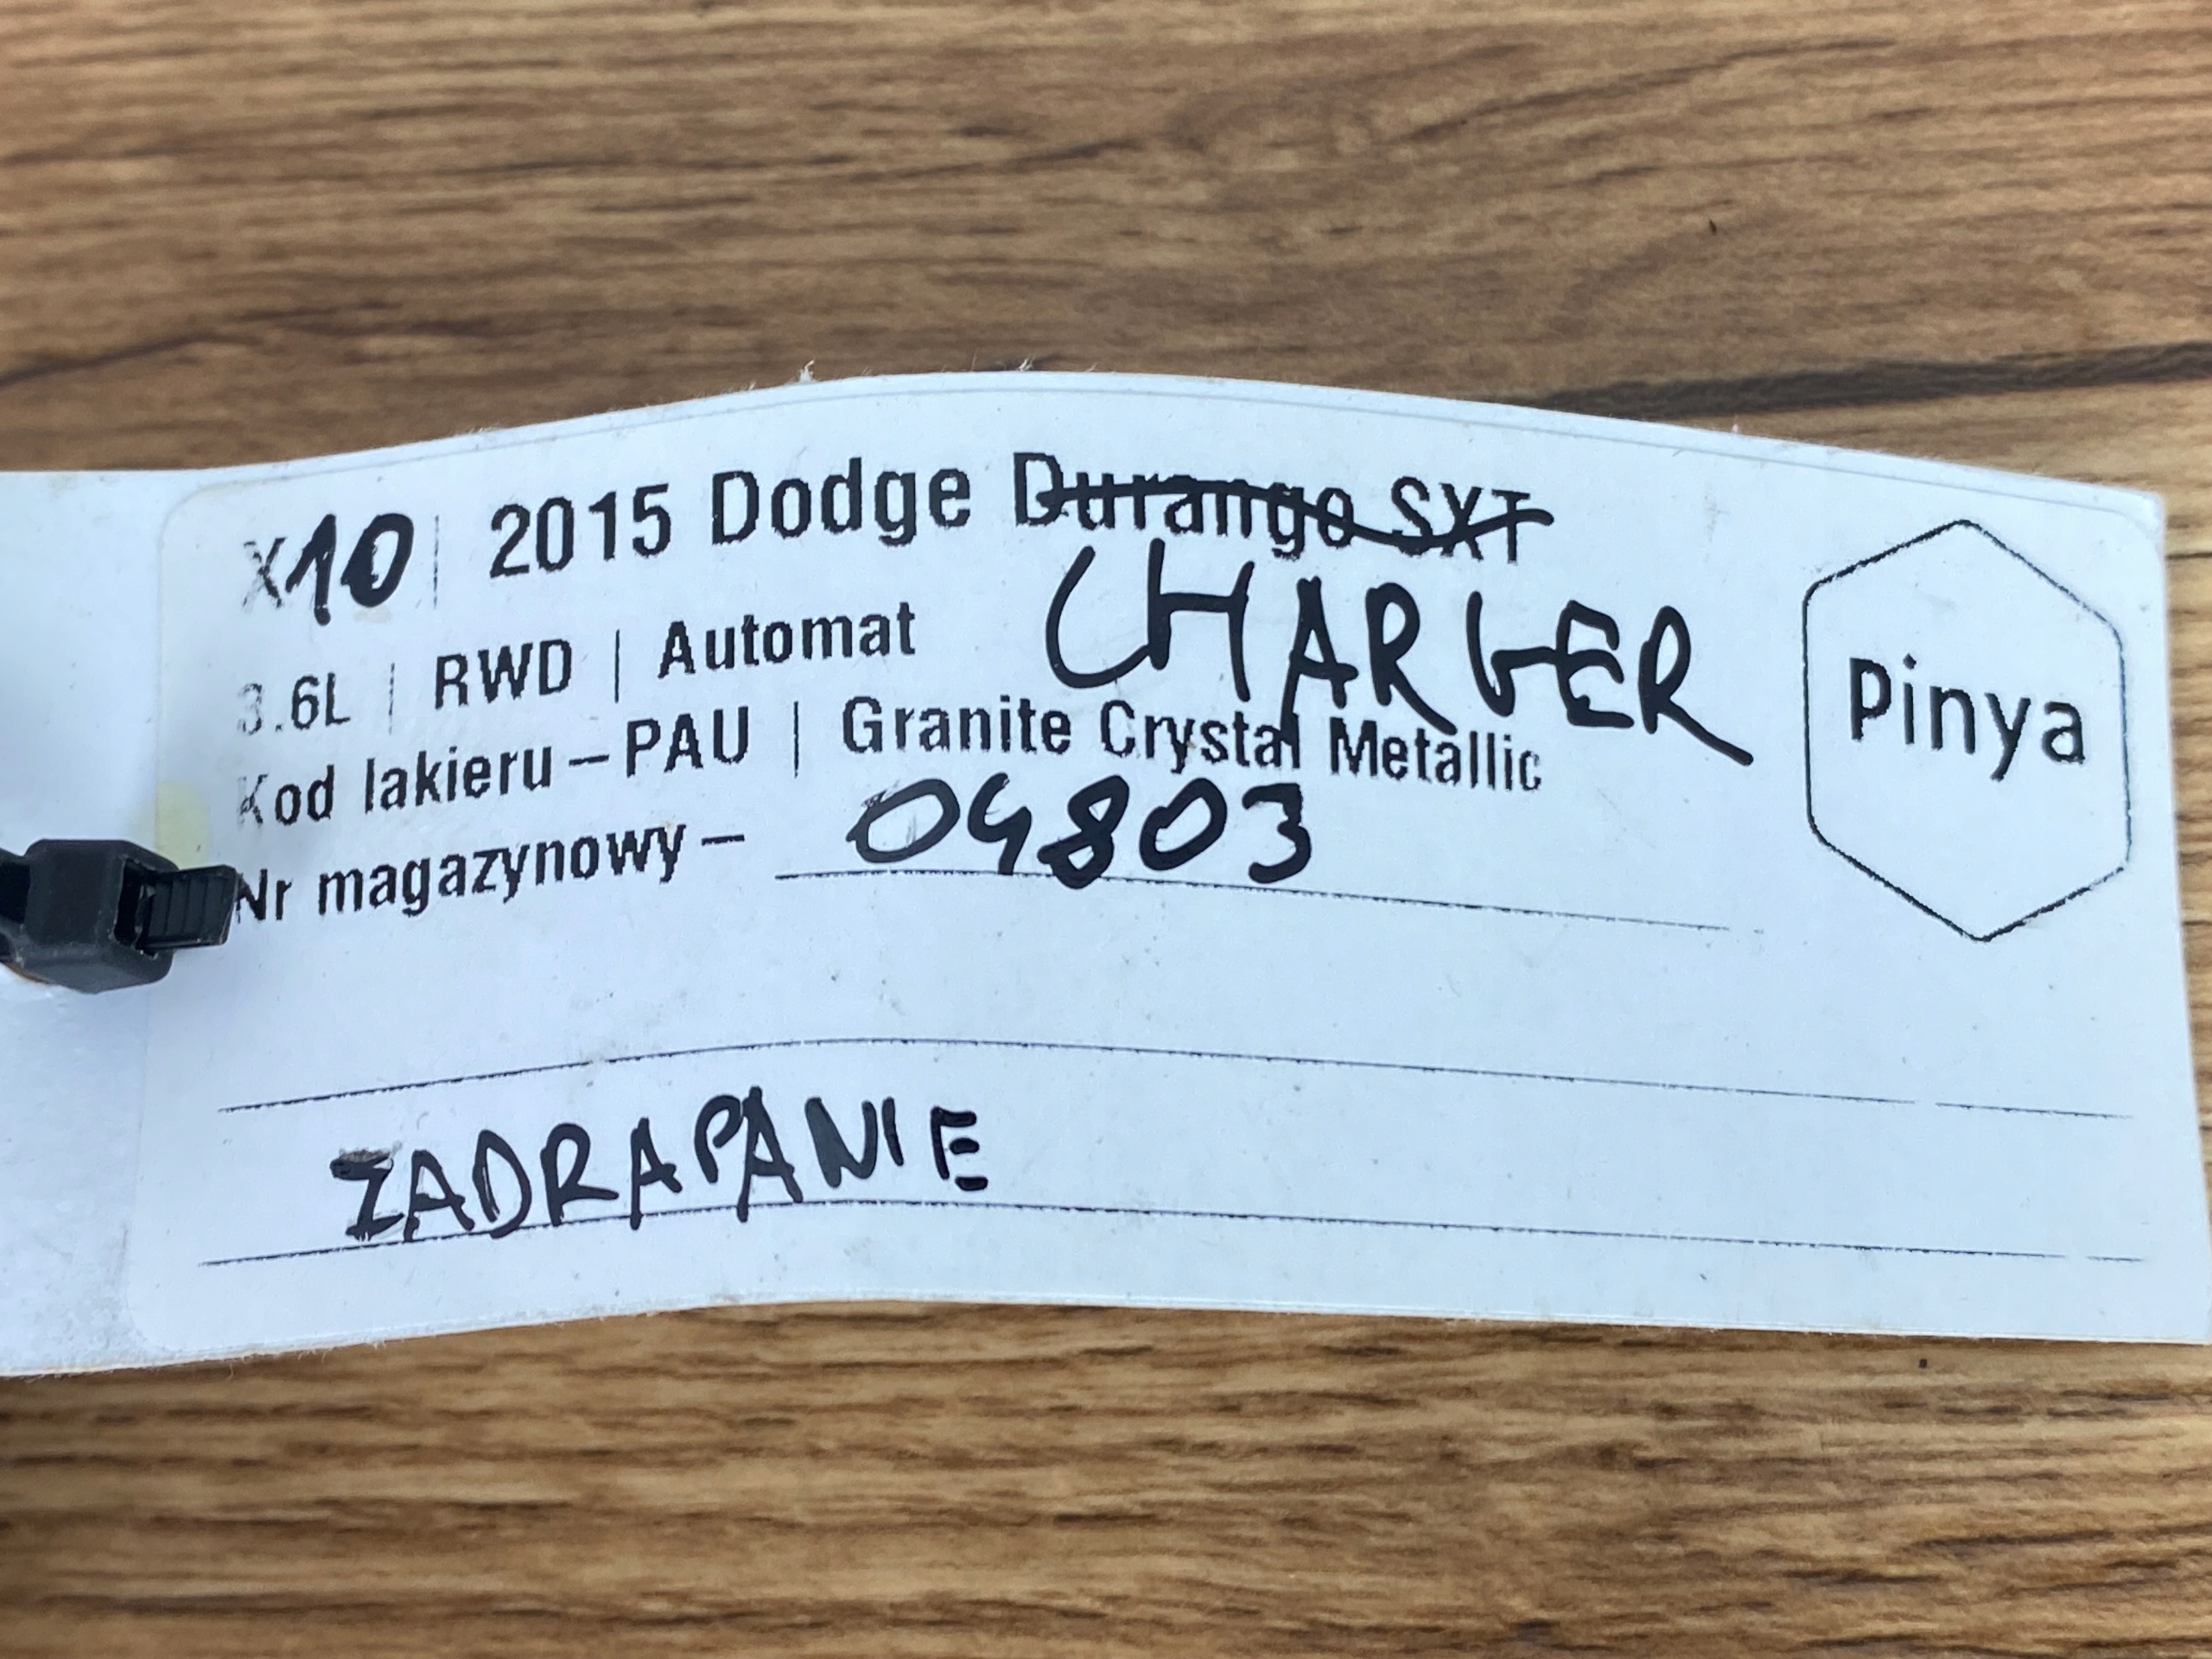 X10 | 2015 Dodge Durango SXT
CHARGER
3.6L | RWD | Automat
Kod lakieru – PAU | Granite Crystal Metallic
Nr magazynowy – 04803
ZADRAPANIE
Pinya